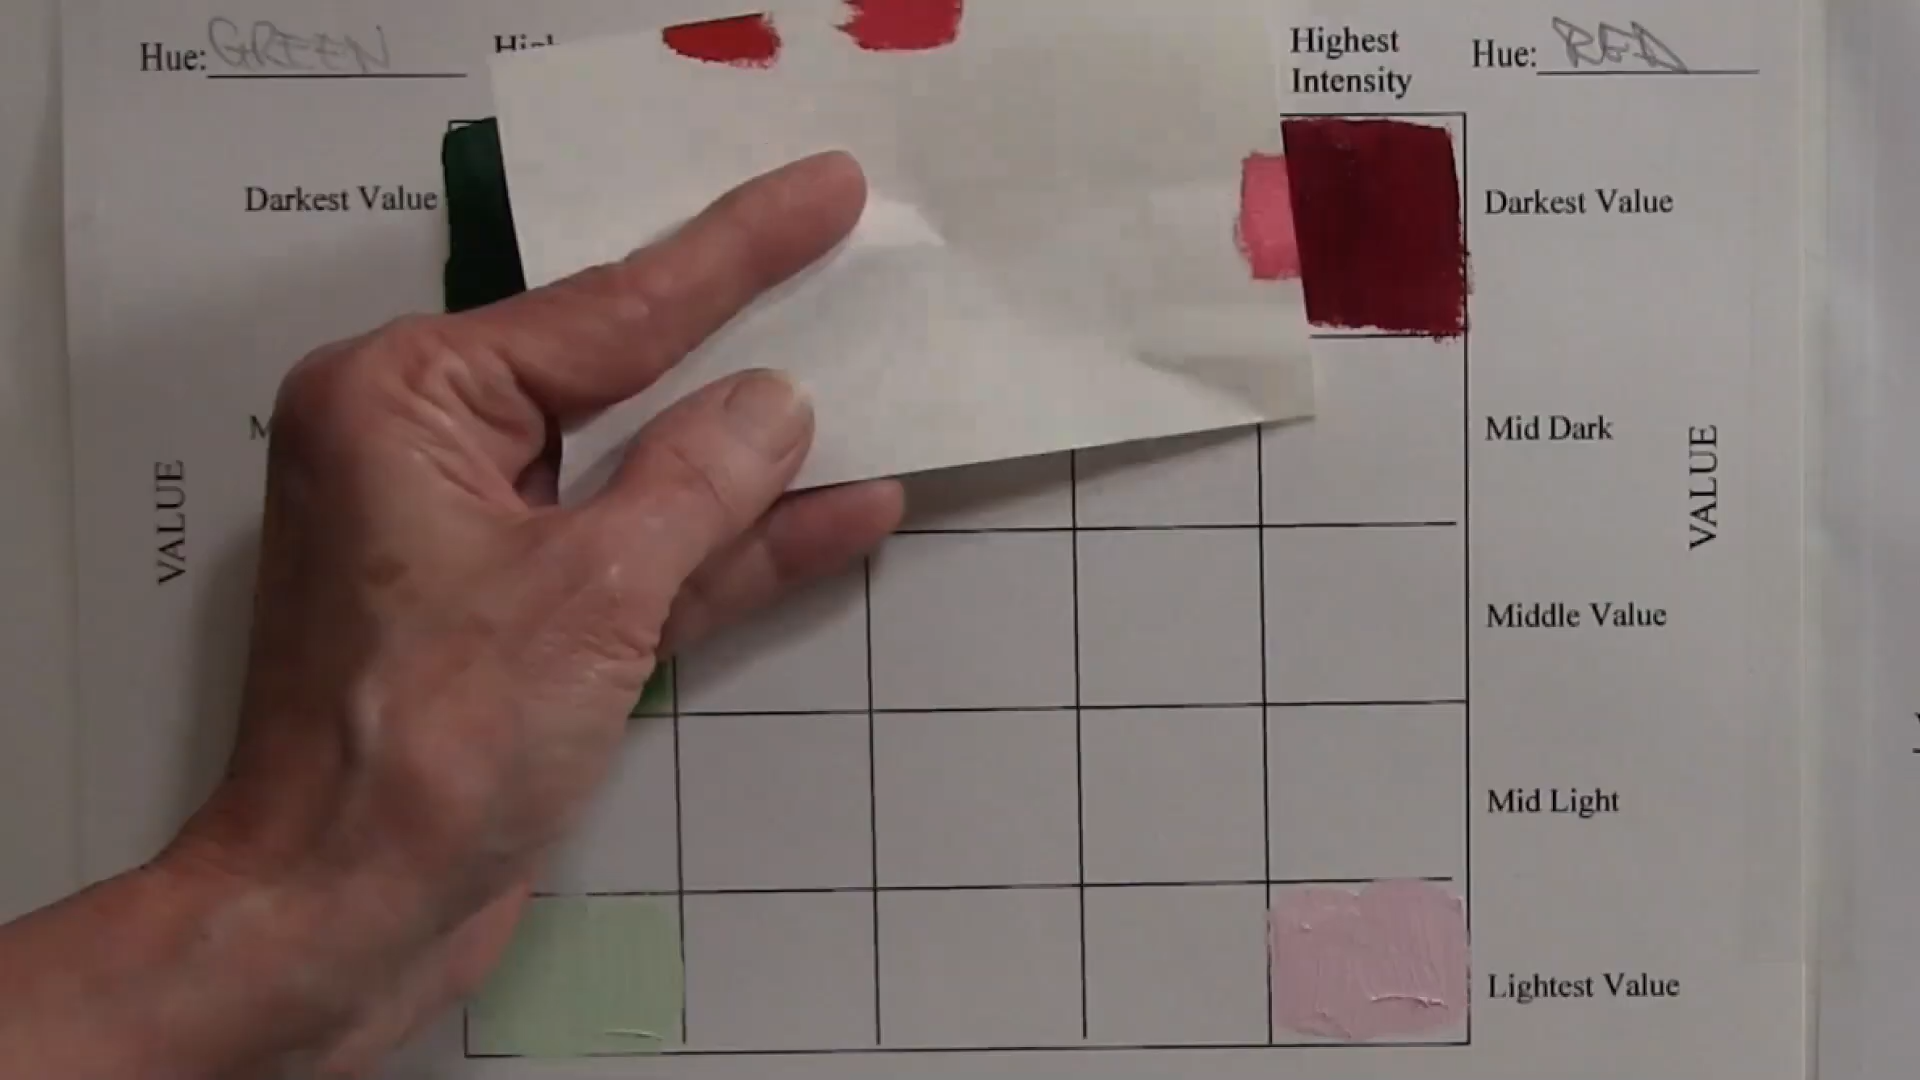 Hue: GREEN
Highest
Intensity
Hue: RED
Darkest Value
Darkest Value
Mid Dark
VALUE
VALUE
Middle Value
Mid Light
Lightest Value